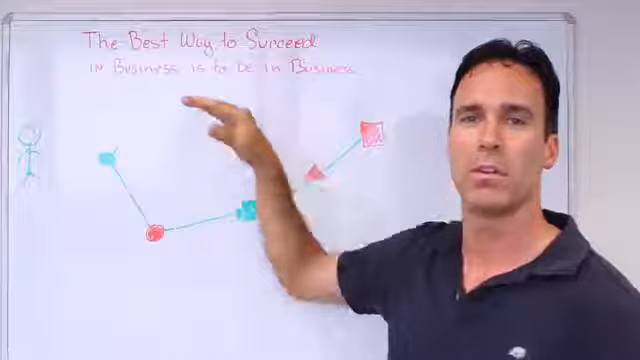 The Best Way to Succeed
in Business is to be in Business